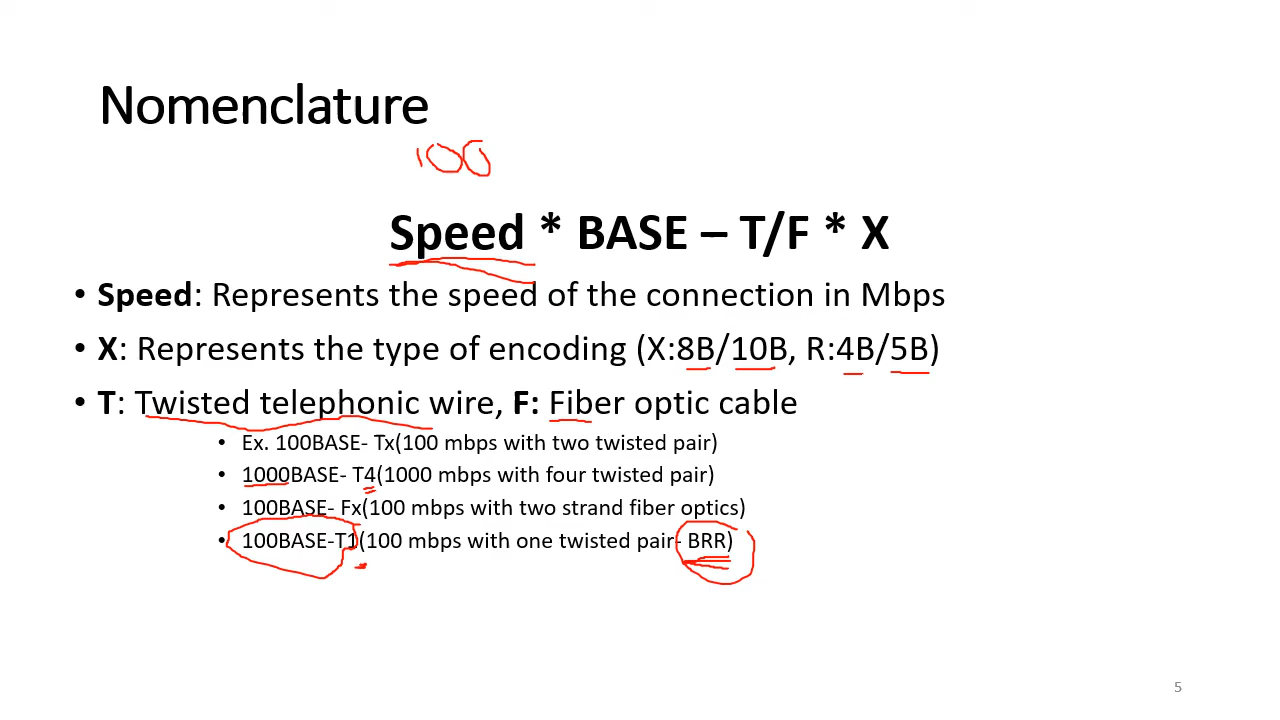 Nomenclature
100
Speed * BASE – T/F * X
• Speed: Represents the speed of the connection in Mbps
• X: Represents the type of encoding (X:8B/10B, R:4B/5B)
• T: Twisted telephonic wire, F: Fiber optic cable
• Ex. 100BASE- Tx(100 mbps with two twisted pair)
• 1000BASE- T4(1000 mbps with four twisted pair)
• 100BASE- Fx(100 mbps with two strand fiber optics)
• 100BASE-T1(100 mbps with one twisted pair- BRR)
5